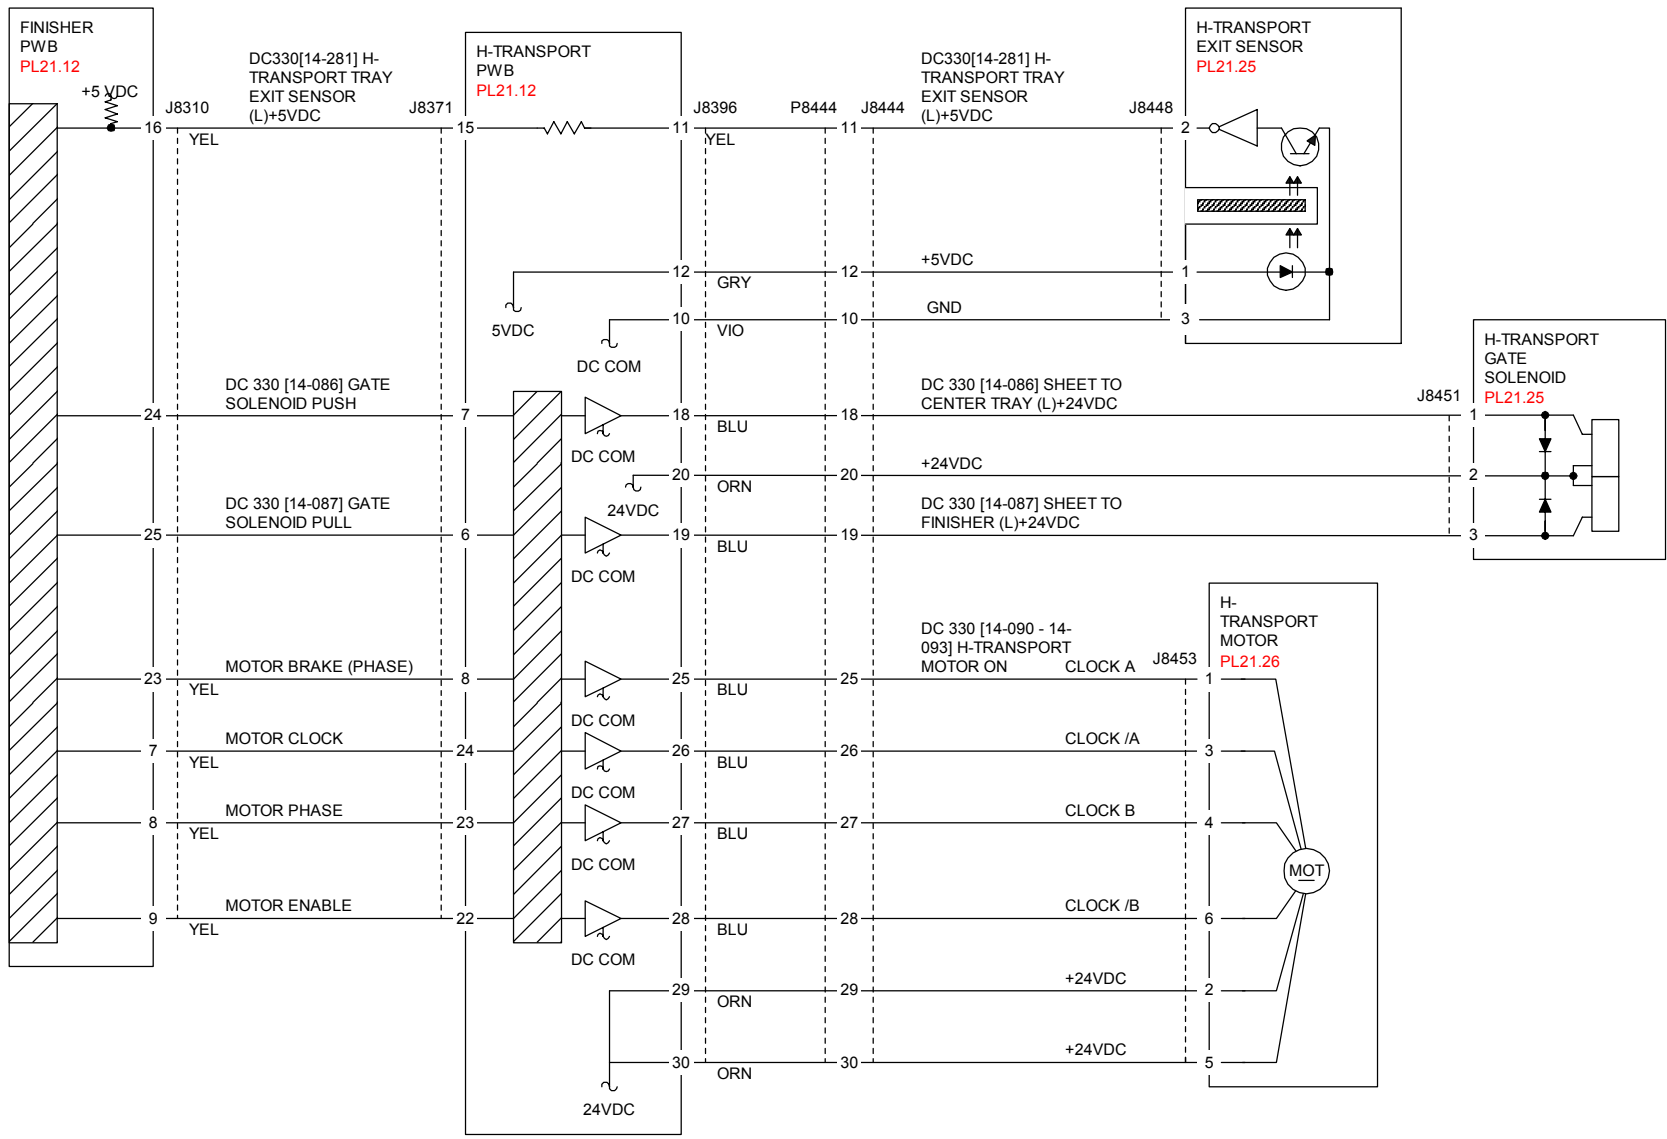 FINISHER
PWB
PL21.12
+5 VDC
J8310
16
YEL
DC330[14-281] H-
TRANSPORT TRAY
EXIT SENSOR
(L)+5VDC
J8371
H-TRANSPORT
PWB
PL21.12
15
11
J8396
YEL
P8444
J8444
11
DC330[14-281] H-
TRANSPORT TRAY
EXIT SENSOR
(L)+5VDC
J8448
H-TRANSPORT
EXIT SENSOR
PL21.25
2
5VDC
12
GRY
12
+5VDC
1
DC COM
10
VIO
10
GND
3
24
DC 330 [14-086] GATE
SOLENOID PUSH
7
DC COM
18
BLU
18
DC 330 [14-086] SHEET TO
CENTER TRAY (L)+24VDC
J8451
H-TRANSPORT
GATE
SOLENOID
PL21.25
1
24VDC
20
ORN
20
+24VDC
2
25
DC 330 [14-087] GATE
SOLENOID PULL
6
DC COM
19
BLU
19
DC 330 [14-087] SHEET TO
FINISHER (L)+24VDC
3
23
YEL
MOTOR BRAKE (PHASE)
8
DC COM
25
BLU
25
DC 330 [14-090 - 14-
093] H-TRANSPORT
MOTOR ON
CLOCK A
J8453
H-
TRANSPORT
MOTOR
PL21.26
1
7
YEL
MOTOR CLOCK
24
DC COM
26
BLU
26
CLOCK /A
3
8
YEL
MOTOR PHASE
23
DC COM
27
BLU
27
CLOCK B
4
MOT
9
YEL
MOTOR ENABLE
22
DC COM
28
BLU
28
CLOCK /B
6
29
ORN
29
+24VDC
2
24VDC
30
ORN
30
+24VDC
5